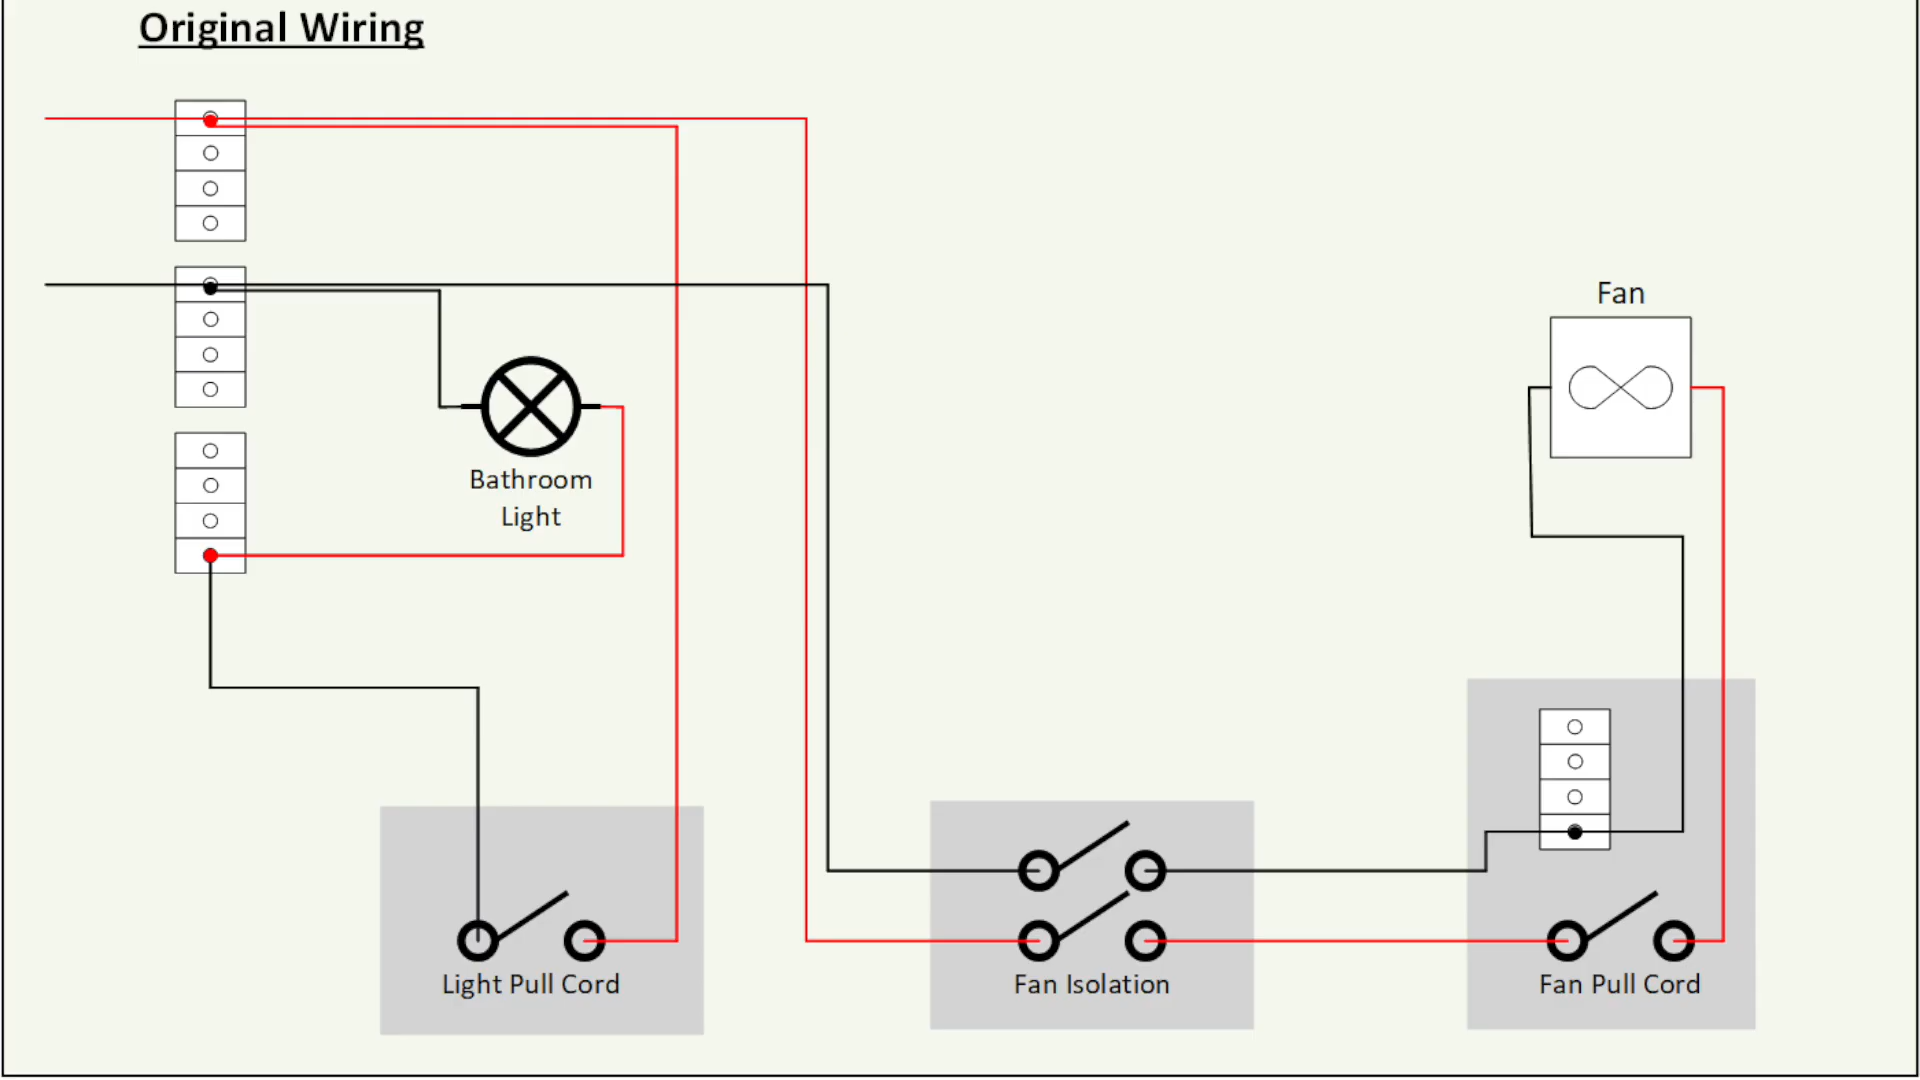 Original Wiring
Fan
Bathroom
Light
Light Pull Cord
Fan Isolation
Fan Pull Cord